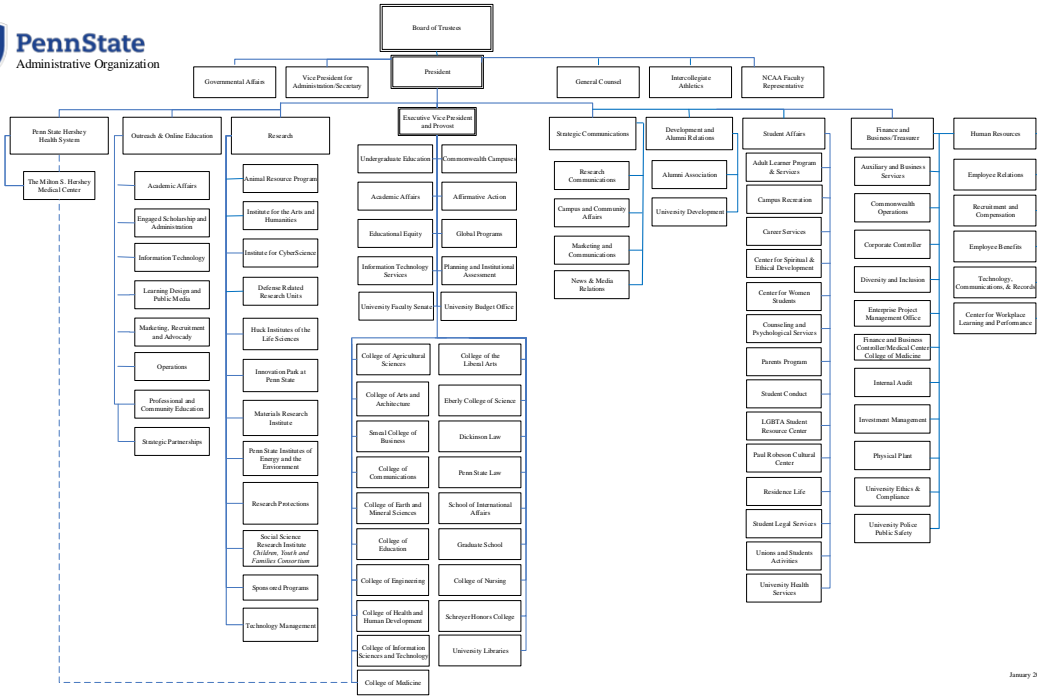 PennState
Administrative Organization
Board of Trustees
President
Governmental Affairs
Vice President for
Administration/Secretary
General Counsel
Intercollegiate
Athletics
NCAA Faculty
Representative
Penn State Hershey
Health System
The Milton S. Hershey
Medical Center
Outreach & Online Education
Academic Affairs
Engaged Scholarship and
Administration
Information Technology
Learning Design and
Public Media
Marketing, Recruitment
and Advocady
Operations
Professional and
Community Education
Strategic Partnerships
Research
Animal Resource Program
Institute for the Arts and
Humanities
Institute for CyberScience
Defense Related
Research Units
Huck Institutes of the
Life Sciences
Innovation Park at
Penn State
Materials Research
Institute
Penn State Institutes of
Energy and the
Enviornment
Research Protections
Social Science
Research Institute
Children, Youth and
Families Consortium
Sponsored Programs
Technology Management
Executive Vice President
and Provost
Undergraduate Education
Commonwealth Campuses
Academic Affairs
Affirmative Action
Educational Equity
Global Programs
Information Technology
Services
Planning and Institutional
Assessment
University Faculty Senate
University Budget Office
College of Agricultural
Sciences
College of the
Liberal Arts
College of Arts and
Architecture
Eberly College of Science
Smeal College of
Business
Dickinson Law
College of
Communications
Penn State Law
College of Earth and
Mineral Sciences
School of International
Affairs
College of
Education
Graduate School
College of Engineering
College of Nursing
College of Health and
Human Development
Schreyer Honors College
College of Information
Sciences and Technology
University Libraries
College of Medicine
Strategic Communications
Research
Communications
Campus and Community
Affairs
Marketing and
Communications
News & Media
Relations
Development and
Alumni Relations
Alumni Association
University Development
Student Affairs
Adult Learner Program
& Services
Campus Recreation
Career Services
Center for Spiritual &
Ethical Development
Center for Women
Students
Counseling and
Psychological Services
Parents Program
Student Conduct
LGBTA Student
Resource Center
Paul Robeson Cultural
Center
Residence Life
Student Legal Services
Unions and Students
Activities
University Health
Services
Finance and
Business/Treasurer
Auxiliary and Business
Services
Commonwealth
Operations
Corporate Controller
Diversity and Inclusion
Enterprise Project
Management Office
Finance and Business
Controller/Medical Center
College of Medicine
Internal Audit
Investment Management
Physical Plant
University Ethics &
Compliance
University Police
Public Safety
Human Resources
Employee Relations
Recruitment and
Compensation
Employee Benefits
Technology,
Communications, & Records
Center for Workplace
Learning and Performance
January